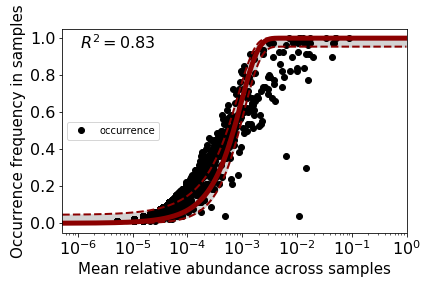 R² = 0.83
1.0
0.8
0.6
0.4
0.2
0.0
occurrence
Occurrence frequency in samples
10⁻⁶ 10⁻⁵ 10⁻⁴ 10⁻³ 10⁻² 10⁻¹ 10⁰
Mean relative abundance across samples